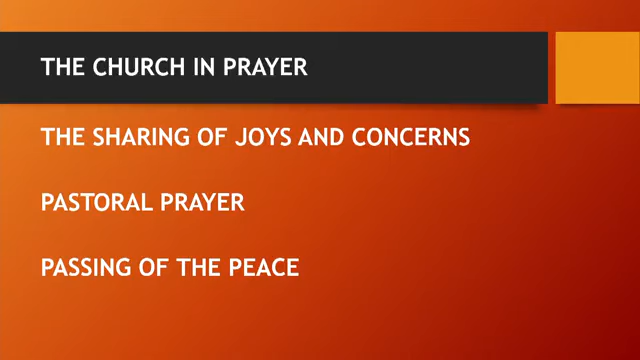 THE CHURCH IN PRAYER
THE SHARING OF JOYS AND CONCERNS
PASTORAL PRAYER
PASSING OF THE PEACE